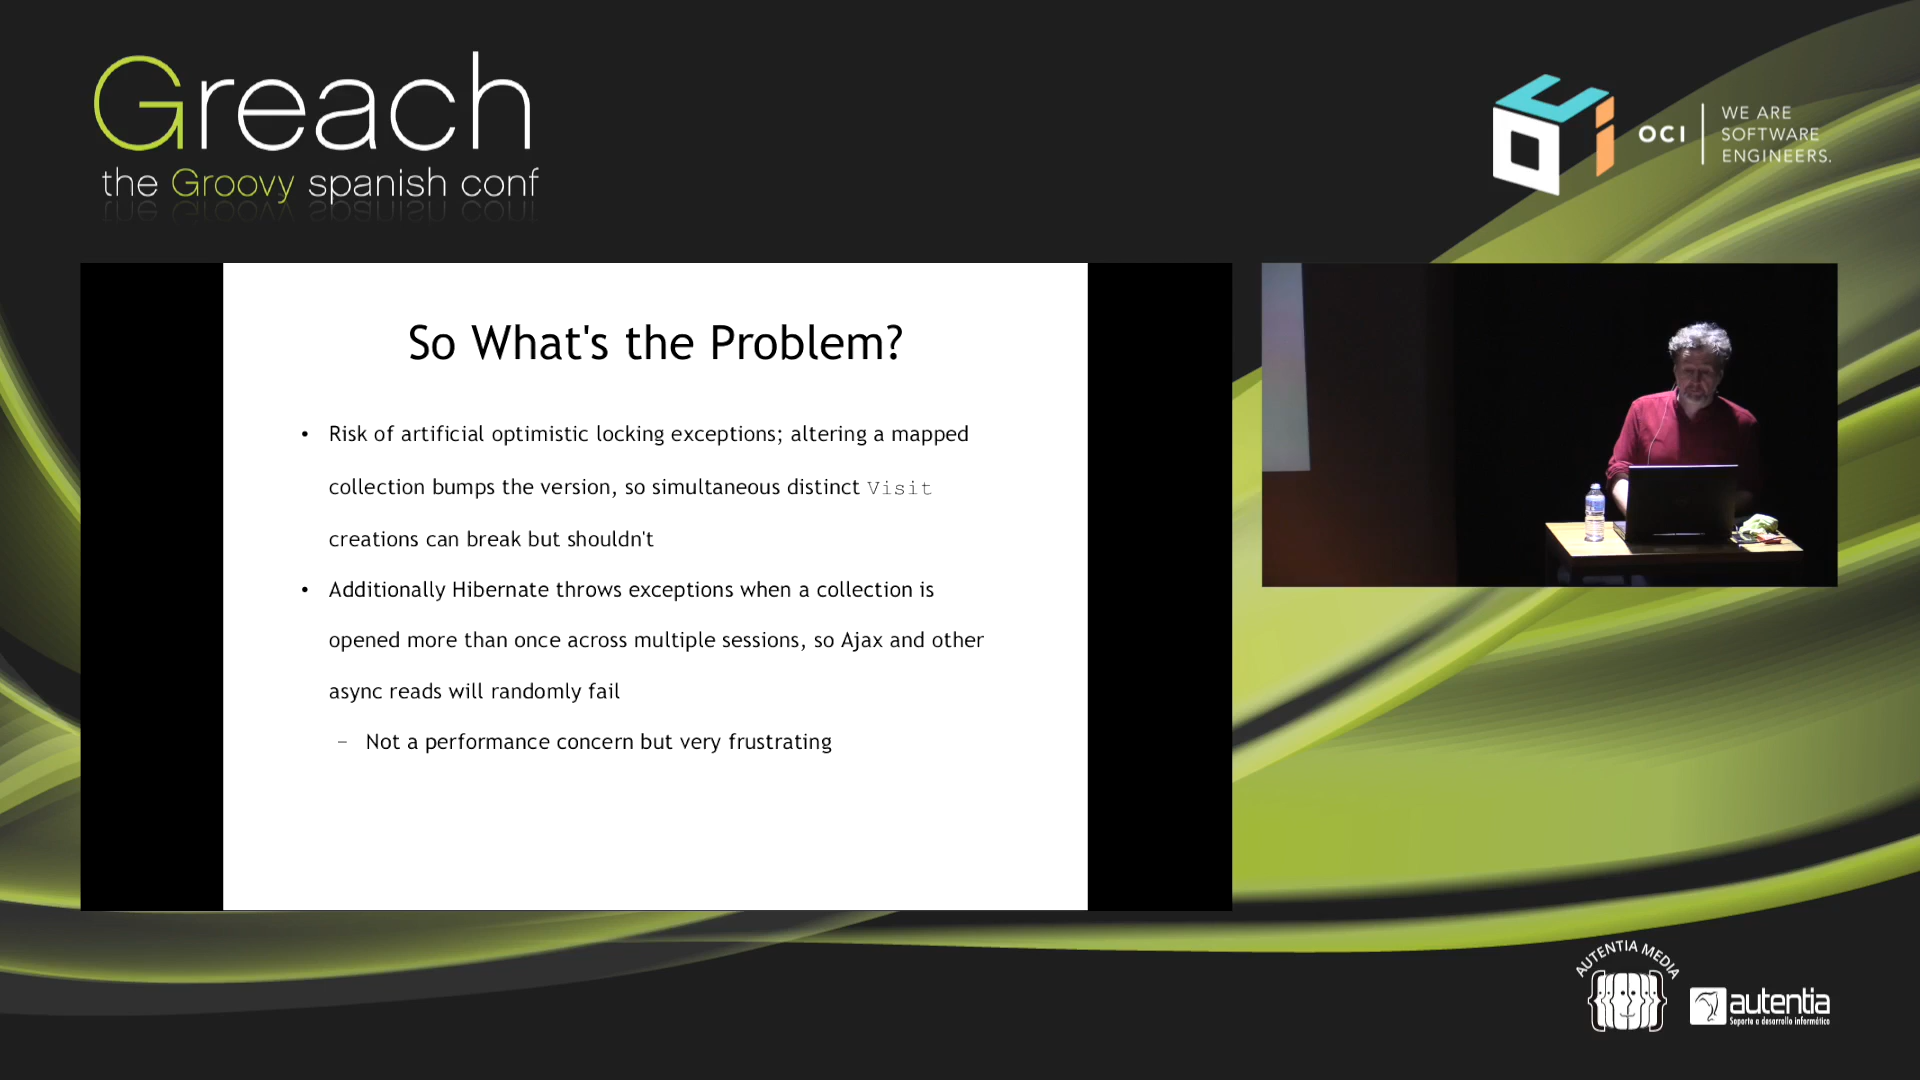 Greach
the Groovy spanish conf
OCI
WE ARE
SOFTWARE
ENGINEERS.
So What's the Problem?
• Risk of artificial optimistic locking exceptions; altering a mapped
collection bumps the version, so simultaneous distinct Visit
creations can break but shouldn't
• Additionally Hibernate throws exceptions when a collection is
opened more than once across multiple sessions, so Ajax and other
async reads will randomly fail
– Not a performance concern but very frustrating
AUTENTIA MEDIA
autentia
Soporte a desarrollo informático